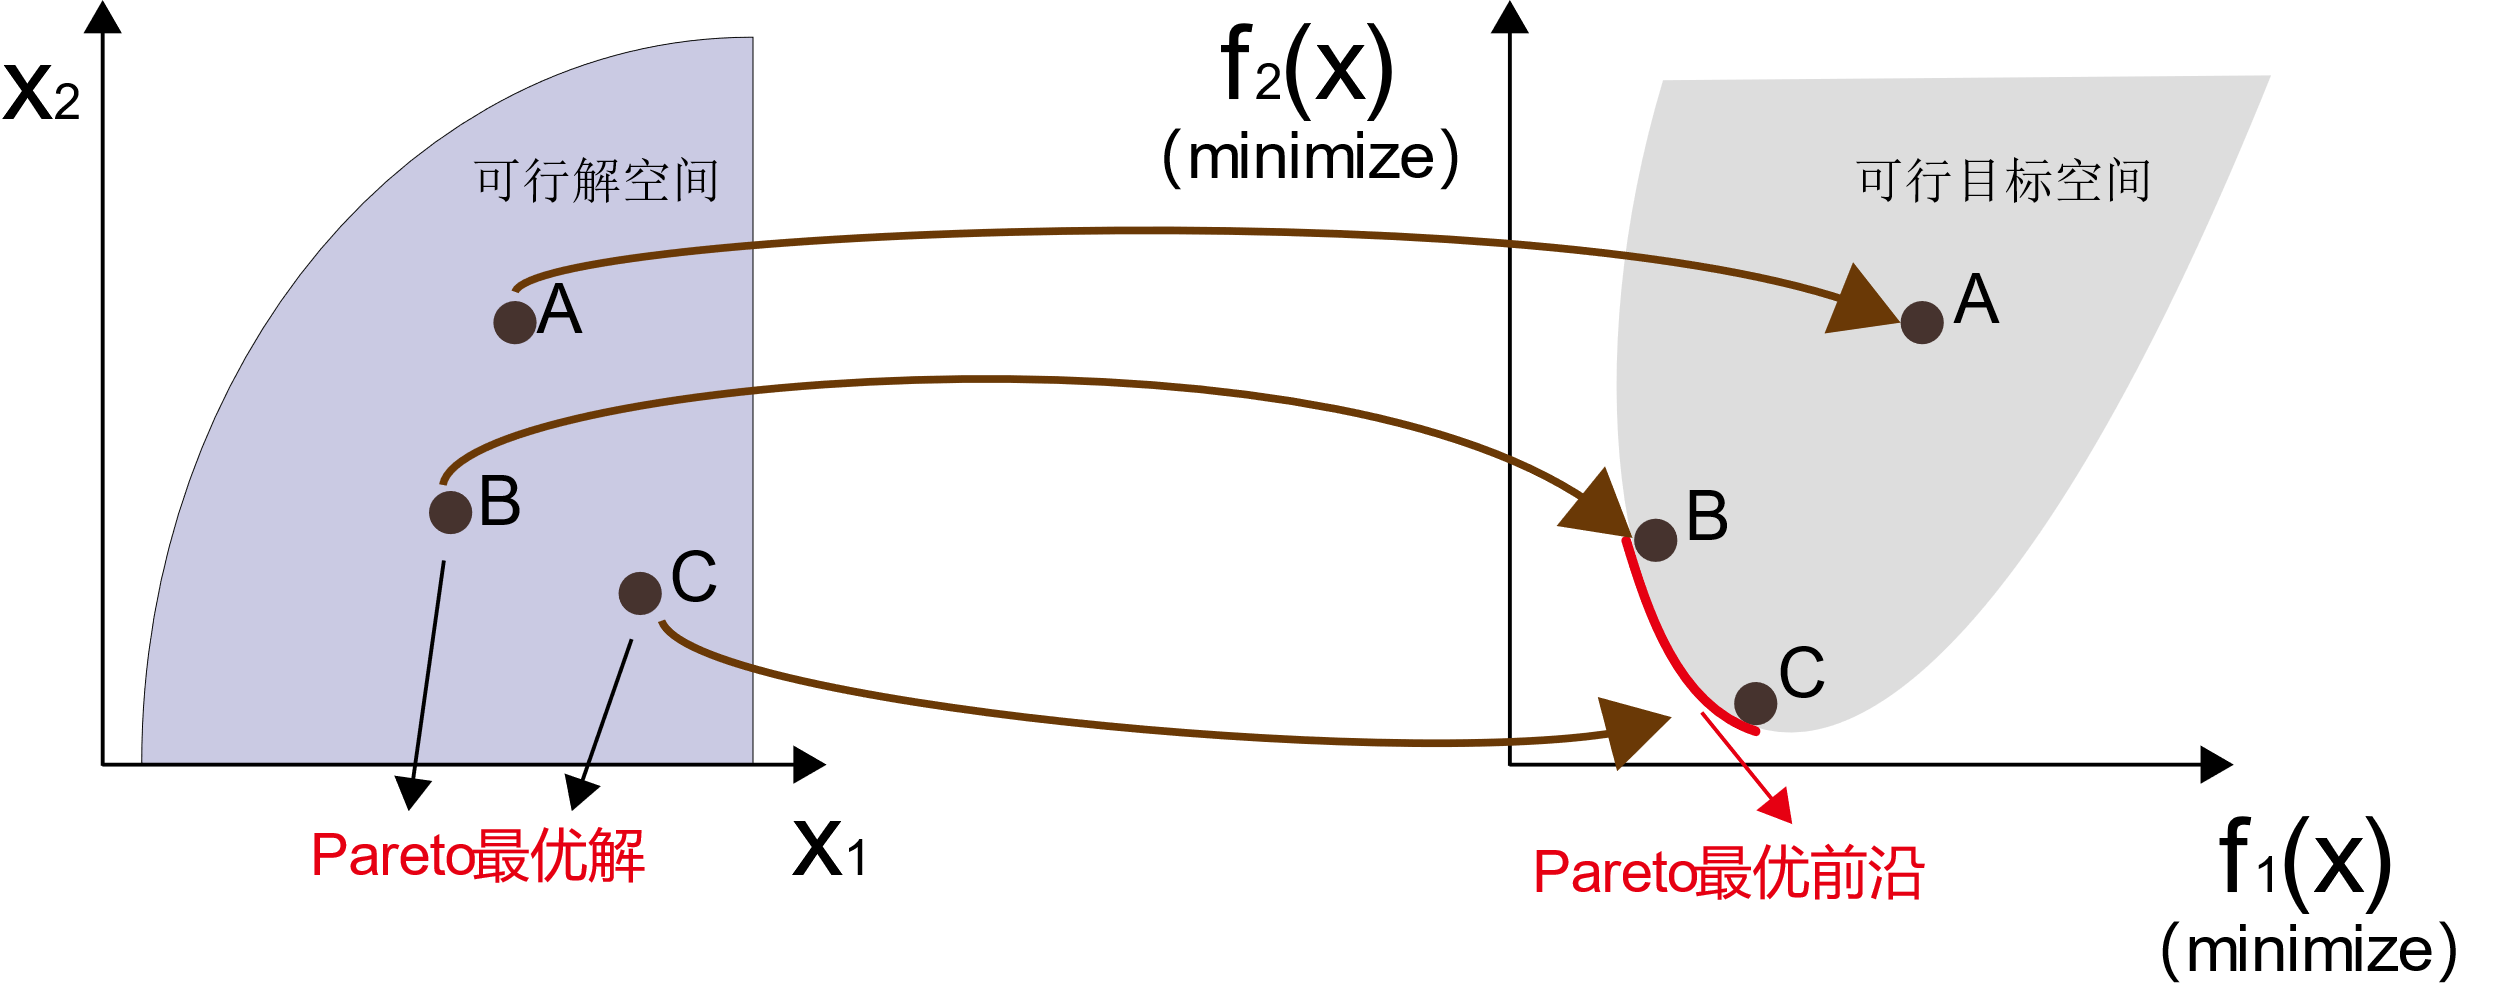 x2
可行解空间
A
B
C
Pareto最优解
x1
f2(x)
(minimize)
可行目标空间
A
B
C
Pareto最优前沿
f1(x)
(minimize)